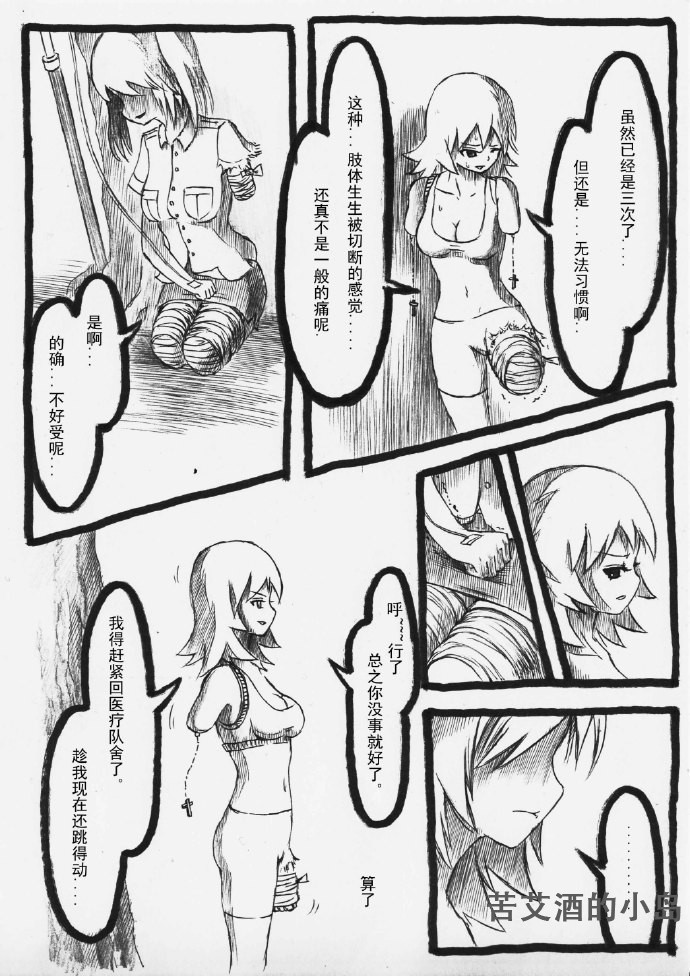 虽然已经是三次了....
但还是....无法习惯啊..
这种...肢体生生被切断的感觉.....
还真不是一般的痛呢..
是啊...
的确...不好受呢...
呼~~~行了
总之你没事就好了。
.........
我得赶紧回医疗队舍了。
趁我现在还跳得动
算了
苦艾酒的小岛